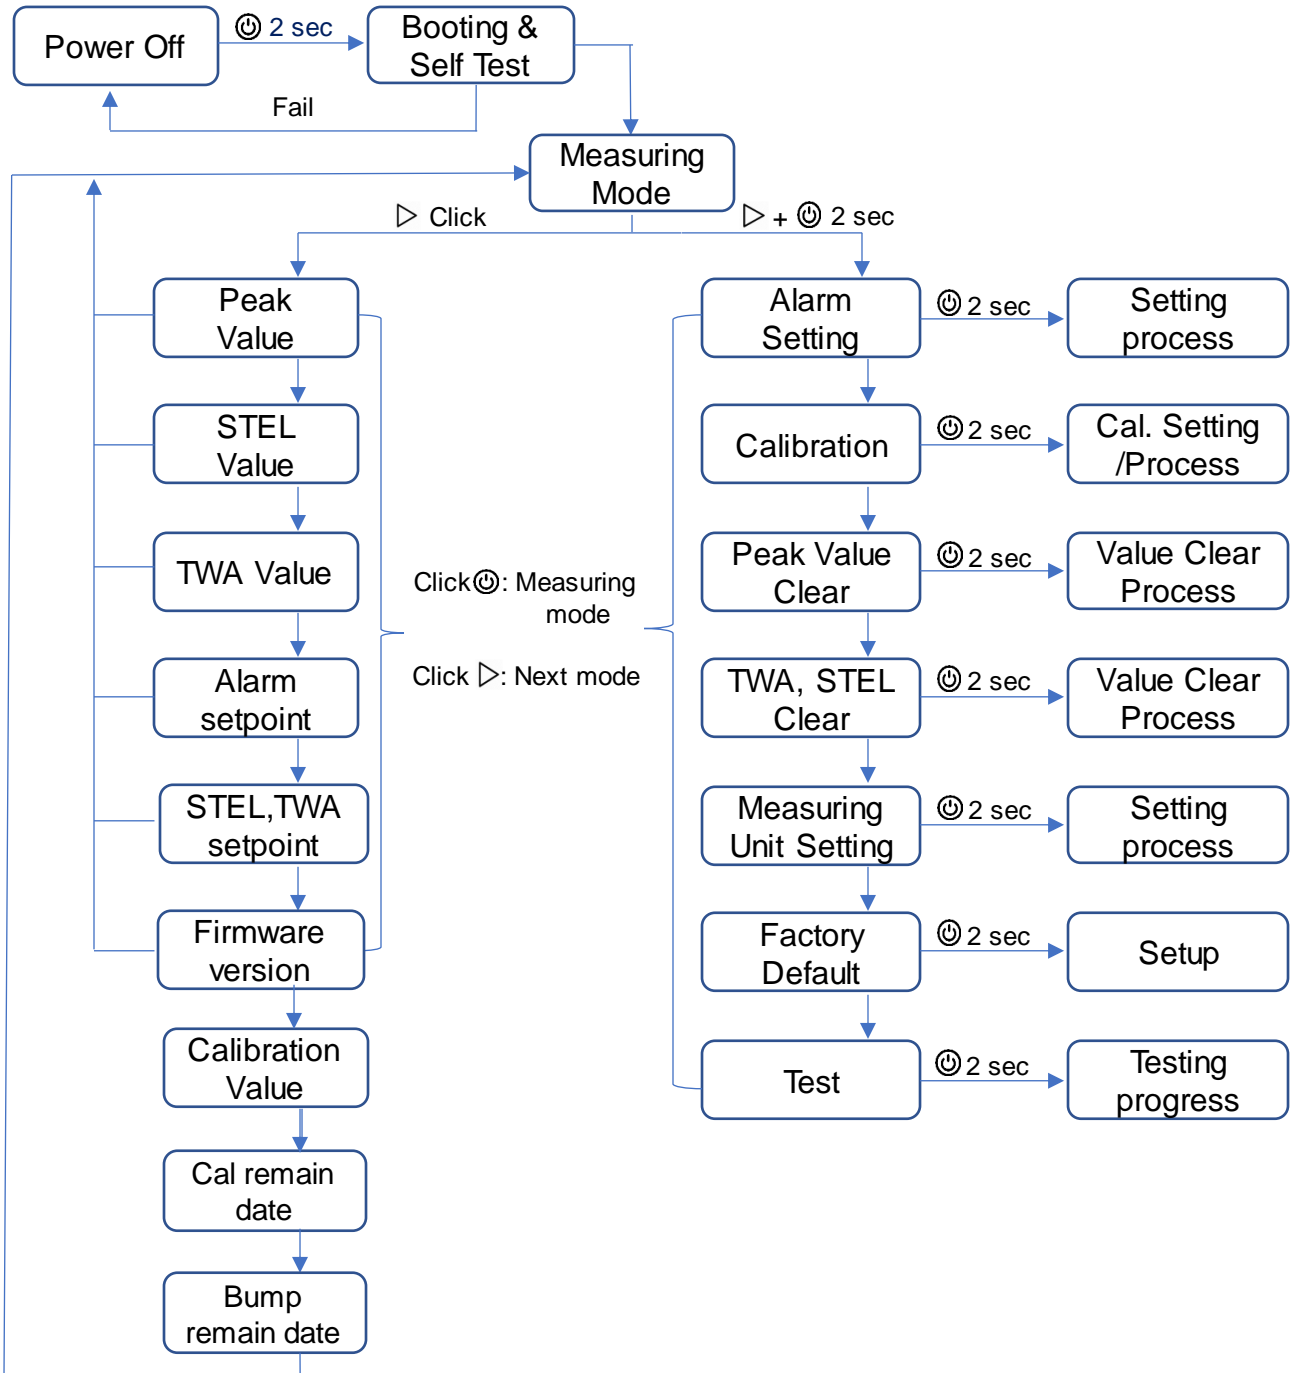 Power Off
2 sec
Booting &
Self Test
Fail
Measuring
Mode
Click
+ 2 sec
Peak
Value
STEL
Value
TWA Value
Alarm
setpoint
STEL,TWA
setpoint
Firmware
version
Calibration
Value
Cal remain
date
Bump
remain date
Click : Measuring
mode
Click : Next mode
Alarm
Setting
2 sec
Setting
process
Calibration
2 sec
Cal. Setting
/Process
Peak Value
Clear
2 sec
Value Clear
Process
TWA, STEL
Clear
2 sec
Value Clear
Process
Measuring
Unit Setting
2 sec
Setting
process
Factory
Default
2 sec
Setup
Test
2 sec
Testing
progress